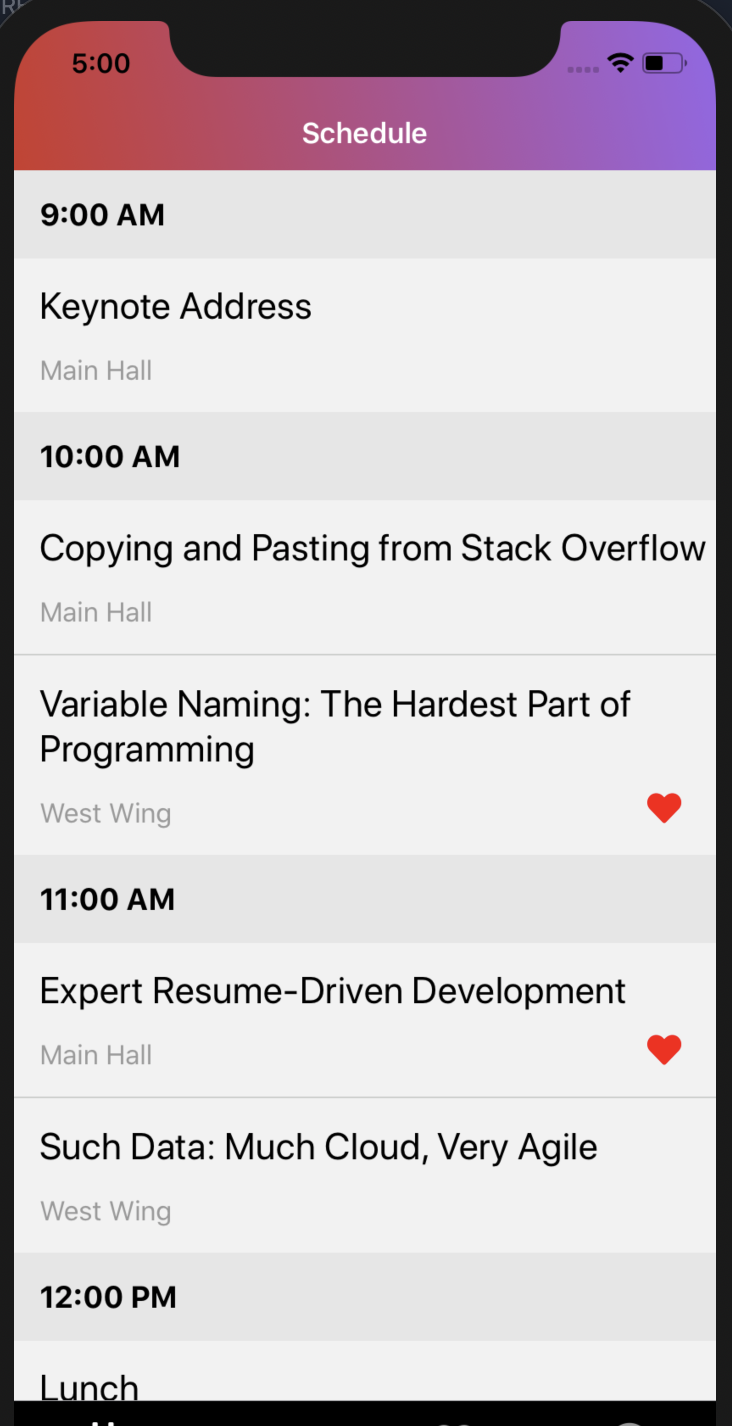 5:00
Schedule
9:00 AM
Keynote Address
Main Hall
10:00 AM
Copying and Pasting from Stack Overflow
Main Hall
Variable Naming: The Hardest Part of
Programming
West Wing
11:00 AM
Expert Resume-Driven Development
Main Hall
Such Data: Much Cloud, Very Agile
West Wing
12:00 PM
Lunch